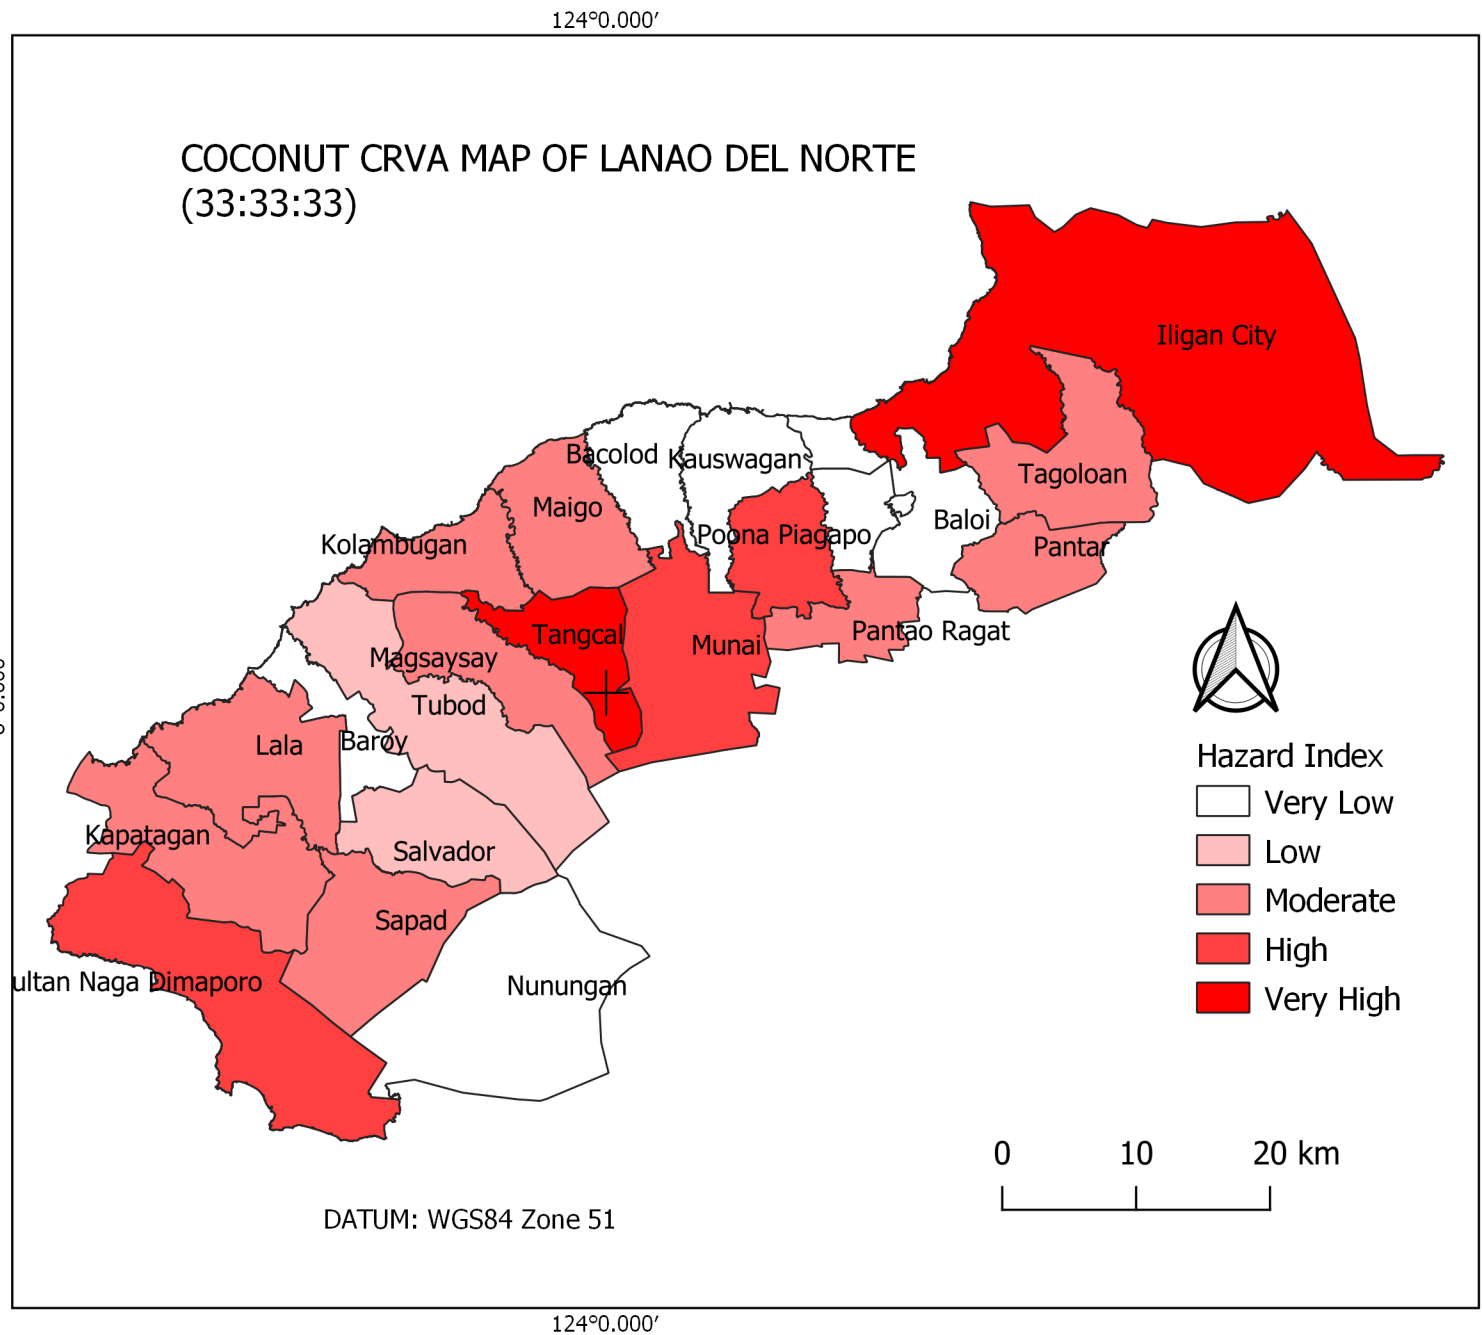 124°0.000′
COCONUT CRVA MAP OF LANAO DEL NORTE
(33:33:33)
Iligan City
Bacolod
Kauswagan
Tagoloan
Maigo
Baloi
Poona Piagapo
Kolambugan
Pantar
Tangcal
Munai
Pantao Ragat
Magsaysay
Tubod
Lala
Baroy
Kapatagan
Salvador
Sapad
ultan Naga Dimaporo
Nunungan
Hazard Index
Very Low
Low
Moderate
High
Very High
0 10 20 km
DATUM: WGS84 Zone 51
124°0.000′